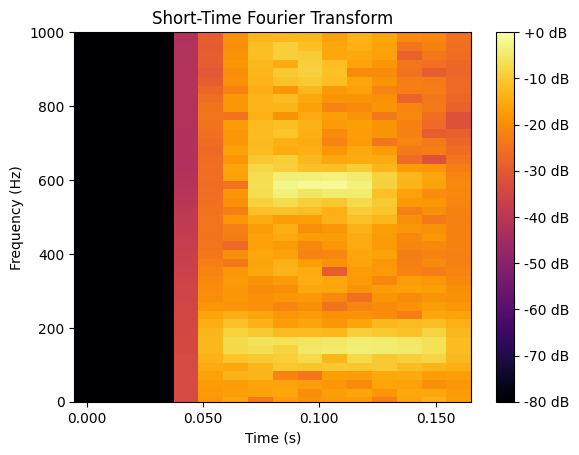 Short-Time Fourier Transform
Frequency (Hz)
1000
800
600
400
200
0
0.000
0.050
0.100
0.150
Time (s)
+0 dB
-10 dB
-20 dB
-30 dB
-40 dB
-50 dB
-60 dB
-70 dB
-80 dB